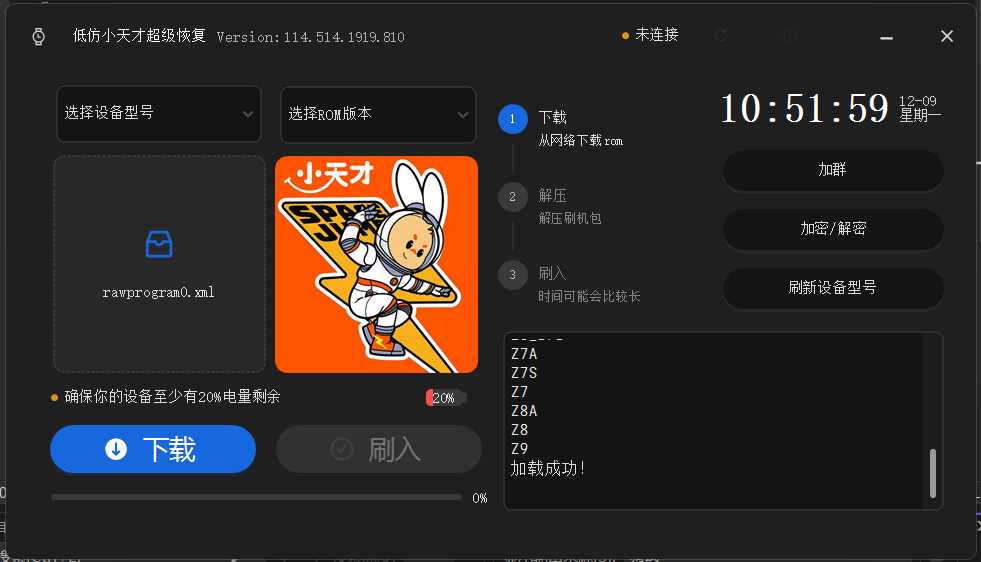 低仿小天才超级恢复 Version:114.514.1919.810
未连接
选择设备型号
选择ROM版本
rawprogram0.xml
小天才
SPACE
JUMP
确保你的设备至少有20%电量剩余
20%
下载
刷入
0%
1
下载
从网络下载rom
2
解压
解压刷机包
3
刷入
时间可能会比较长
10:51:59
12-09
星期一
加群
加密/解密
刷新设备型号
Z7A
Z7S
Z7
Z8A
Z8
Z9
加载成功!